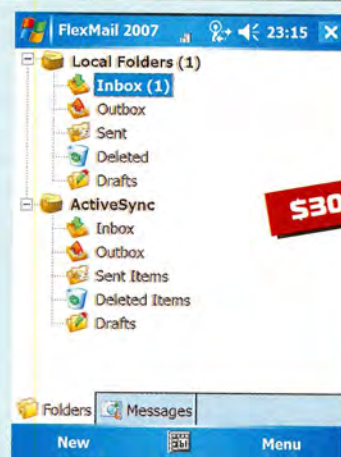 FlexMail 2007 23:15
Local Folders (1)
Inbox (1)
Outbox
Sent
Deleted
Drafts
ActiveSync
Inbox
Outbox
Sent Items
Deleted Items
Drafts
$30
Folders Messages
New Menu